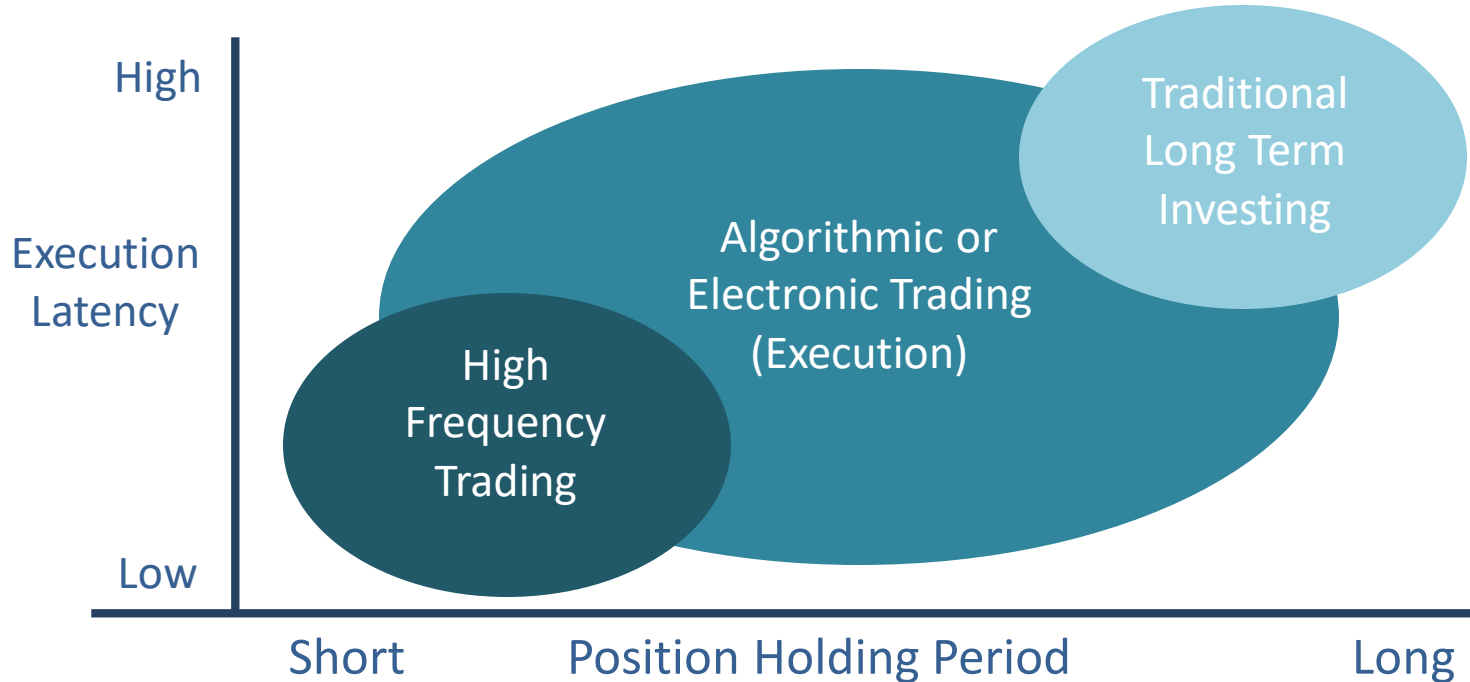 High
Execution
Latency
Low
Traditional
Long Term
Investing
Algorithmic or
Electronic Trading
(Execution)
High
Frequency
Trading
Short
Position Holding Period
Long